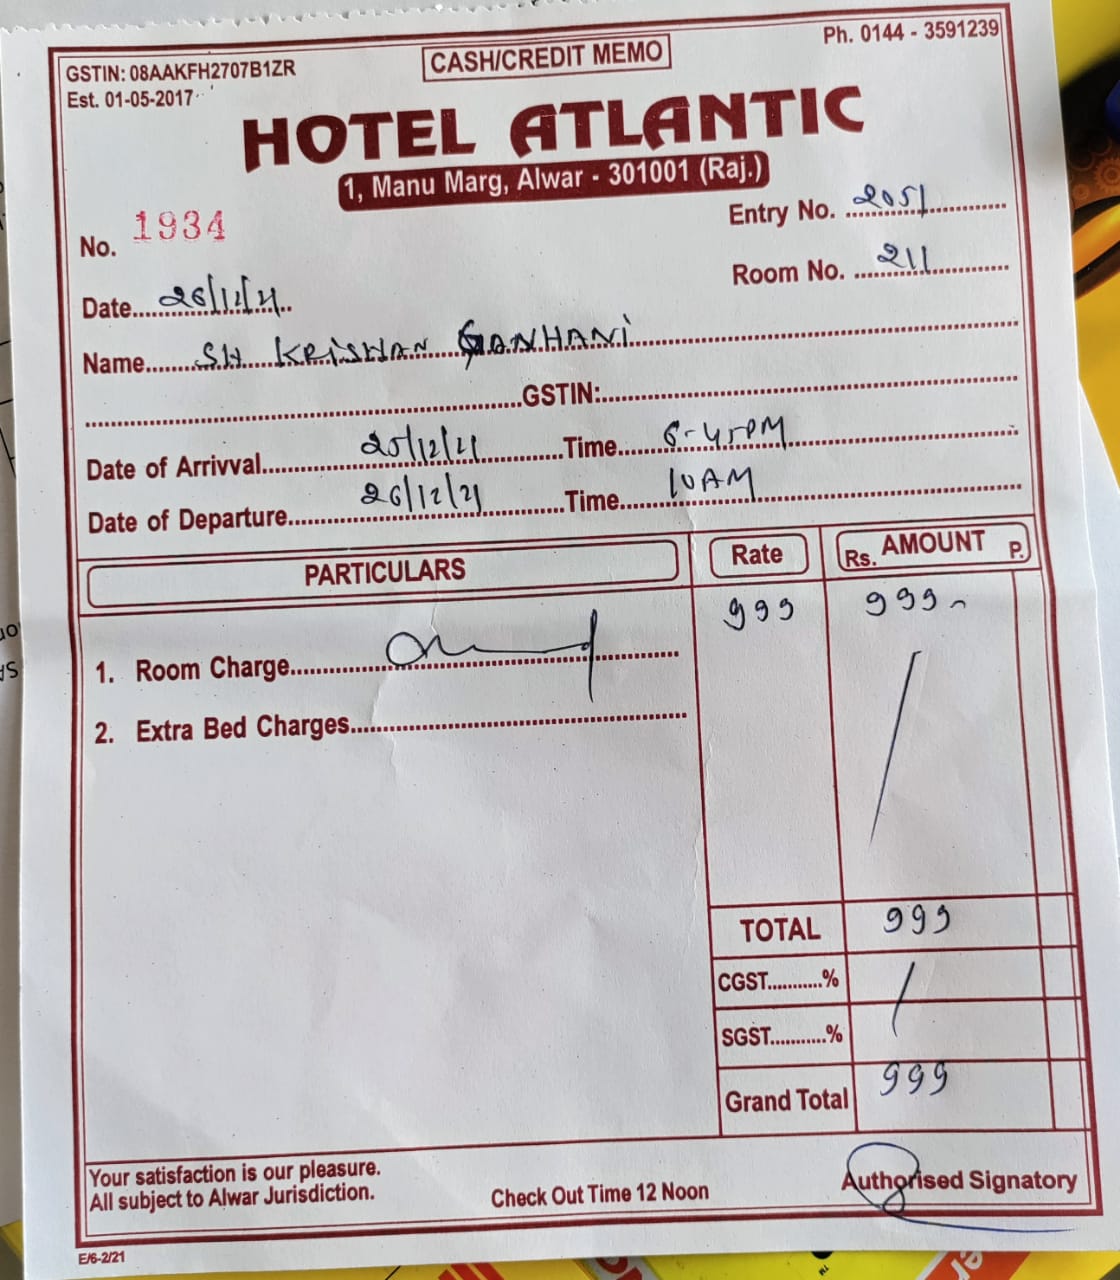 GSTIN: 08AAKFH2707B1ZR
CASH/CREDIT MEMO
Ph. 0144 - 3591239
Est. 01-05-2017
HOTEL ATLANTIC
1, Manu Marg, Alwar - 301001 (Raj.)
No. 1934
Entry No. 2051
Room No. 211
Date 26/12/21
Name SH KRISHAN
GSTIN:
Date of Arrivval 25/12/21 Time 6-45PM
Date of Departure 26/12/21 Time 10AM
PARTICULARS Rate Rs. AMOUNT P.
999 999
1. Room Charge
2. Extra Bed Charges
TOTAL 999
CGST...........%
SGST...........%
Grand Total 999
Your satisfaction is our pleasure.
All subject to Alwar Jurisdiction.
Check Out Time 12 Noon
Authorised Signatory
E/6-2/21